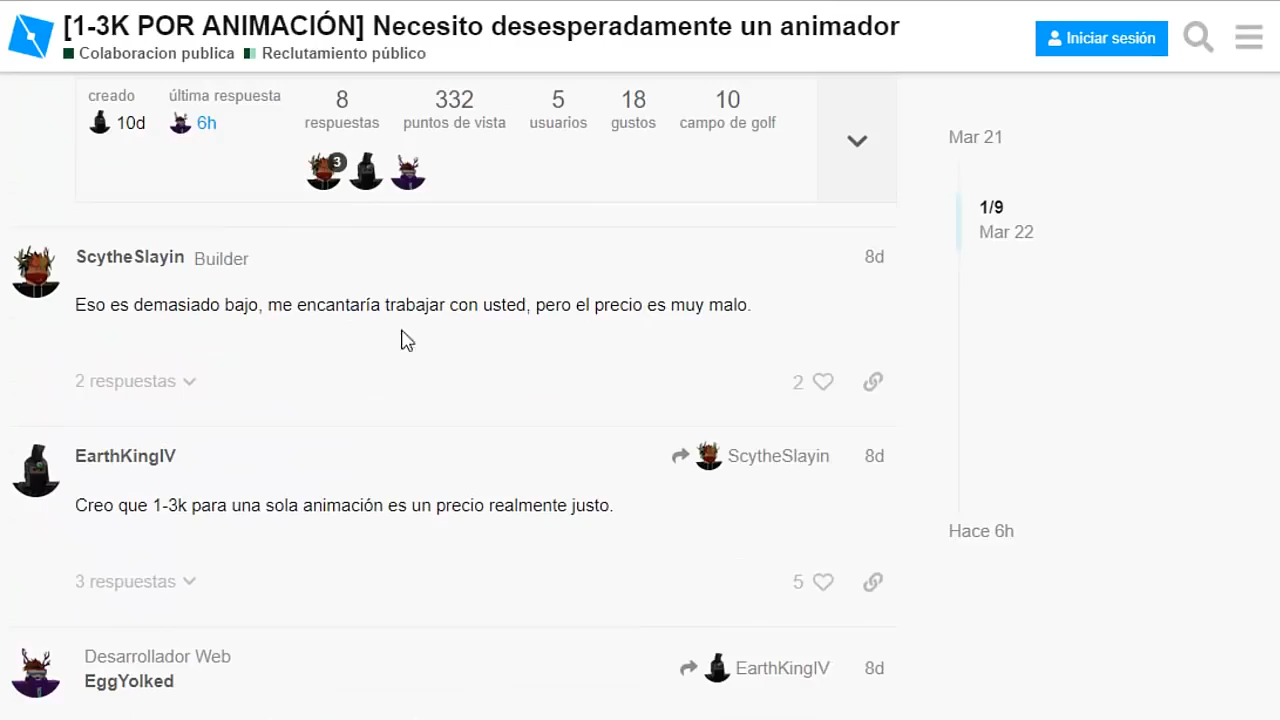 [1-3K POR ANIMACIÓN] Necesito desesperadamente un animador
Colaboracion publica Reclutamiento público
Iniciar sesión
creado última respuesta 8 332 5 18 10
10d 6h respuestas puntos de vista usuarios gustos campo de golf
3
Mar 21
1/9
Mar 22
Hace 6h
ScytheSlayin Builder 8d
Eso es demasiado bajo, me encantaría trabajar con usted, pero el precio es muy malo.
2 respuestas 2
EarthKingIV ScytheSlayin 8d
Creo que 1-3k para una sola animación es un precio realmente justo.
3 respuestas 5
Desarrollador Web EarthKingIV 8d
EggYolked